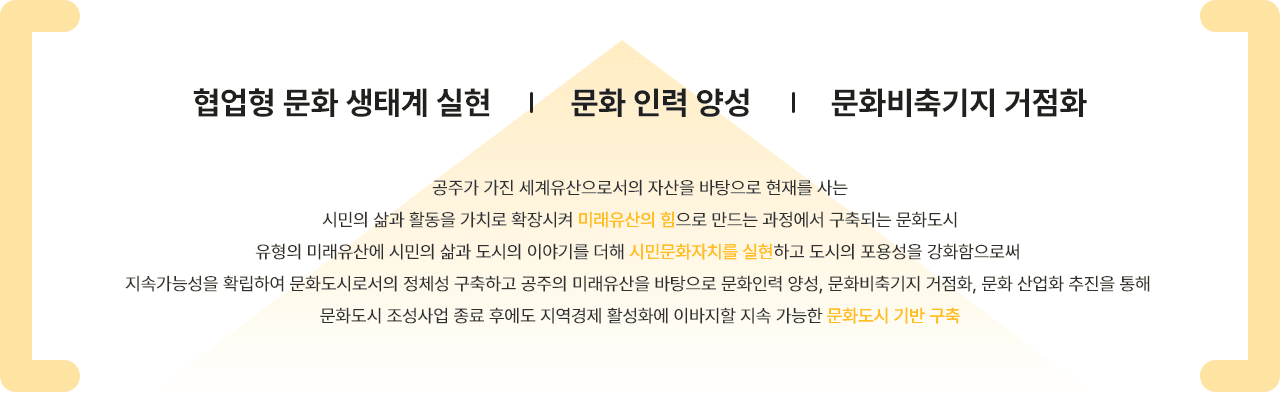 협업형 문화 생태계 실현 | 문화 인력 양성 | 문화비축기지 거점화
공주가 가진 세계유산으로서의 자산을 바탕으로 현재를 사는
시민의 삶과 활동을 가치로 확장시켜 미래유산의 힘으로 만드는 과정에서 구축되는 문화도시
유형의 미래유산에 시민의 삶과 도시의 이야기를 더해 시민문화자치를 실현하고 도시의 포용성을 강화함으로써
지속가능성을 확립하여 문화도시로서의 정체성 구축하고 공주의 미래유산을 바탕으로 문화인력 양성, 문화비축기지 거점화, 문화 산업화 추진을 통해
문화도시 조성사업 종료 후에도 지역경제 활성화에 이바지할 지속 가능한 문화도시 기반 구축